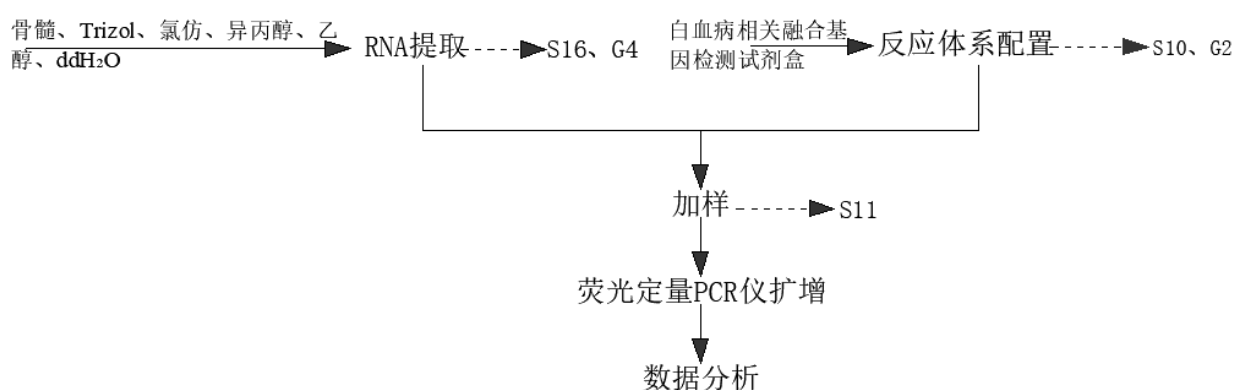 骨髓、Trizol、氯仿、异丙醇、乙
醇、ddH₂O
RNA提取
S16、G4
白血病相关融合基
因检测试剂盒
反应体系配置
S10、G2
加样
S11
荧光定量PCR仪扩增
数据分析